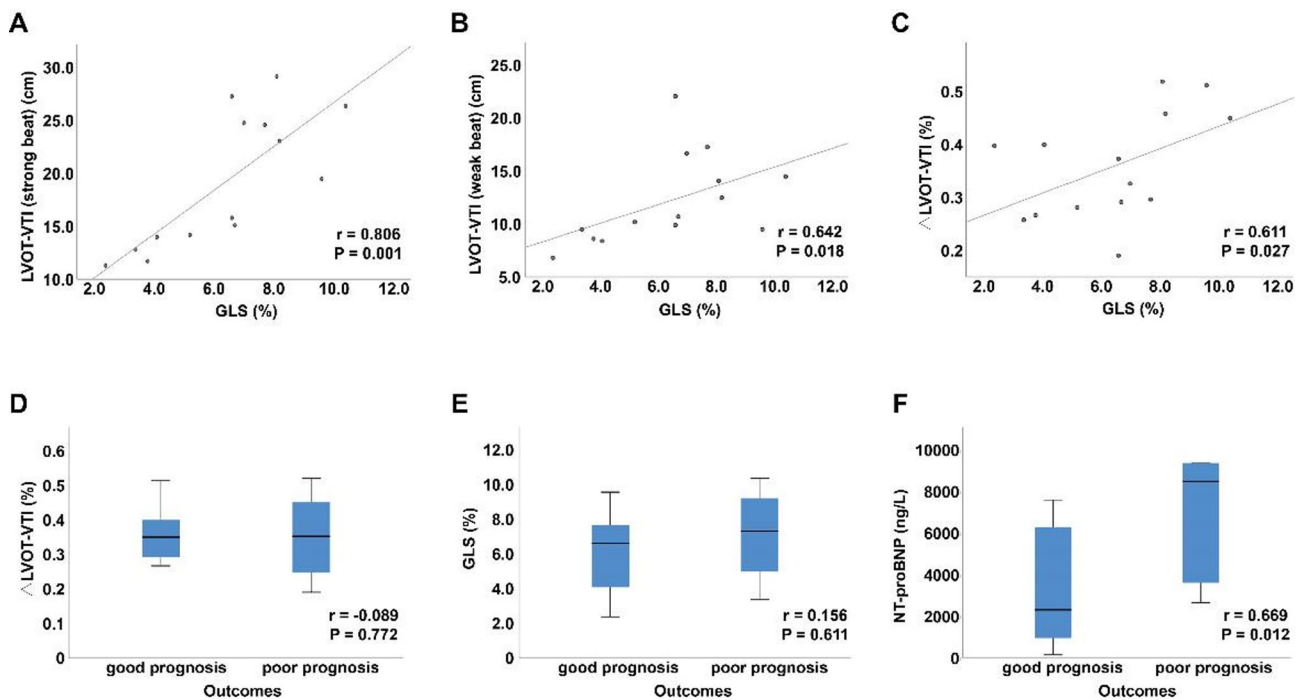 A
LVOT-VTI (strong beat) (cm)
30.0
25.0
20.0
15.0
10.0
r = 0.806
P = 0.001
2.0 4.0 6.0 8.0 10.0 12.0
GLS (%)
B
LVOT-VTI (weak beat) (cm)
25.0
20.0
15.0
10.0
5.0
r = 0.642
P = 0.018
2.0 4.0 6.0 8.0 10.0 12.0
GLS (%)
C
△LVOT-VTI (%)
0.5
0.4
0.3
0.2
r = 0.611
P = 0.027
2.0 4.0 6.0 8.0 10.0 12.0
GLS (%)
D
△LVOT-VTI (%)
0.6
0.5
0.4
0.3
0.2
0.1
0
r = -0.089
P = 0.772
good prognosis poor prognosis
Outcomes
E
GLS (%)
12.0
10.0
8.0
6.0
4.0
2.0
0
r = 0.156
P = 0.611
good prognosis poor prognosis
Outcomes
F
NT-proBNP (ng/L)
10000
8000
6000
4000
2000
0
r = 0.669
P = 0.012
good prognosis poor prognosis
Outcomes